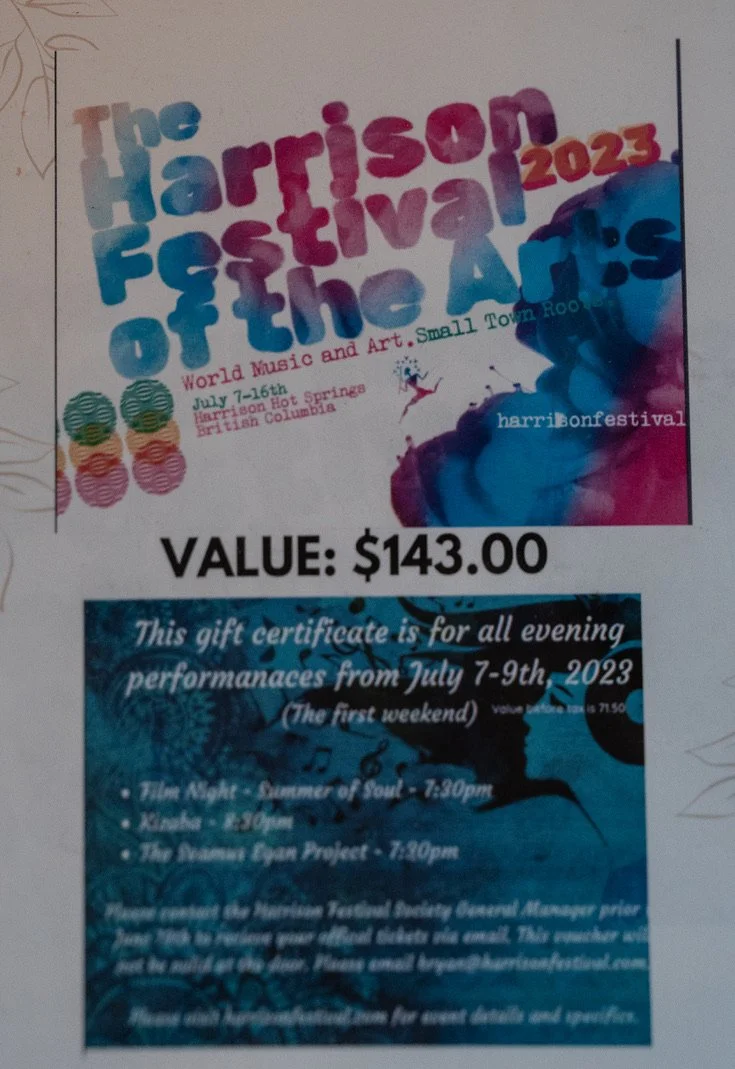 The
Harrison
Festival 2023
of the Arts
World Music and Art. Small Town Roots.
July 7-16th
Harrison Hot Springs
British Columbia
harrisonfestival
VALUE: $143.00
This gift certificate is for all evening
performanaces from July 7-9th, 2023
(The first weekend) Value before tax is 71.50
• Film Night - Summer of Soul - 7:30pm
• Kizaba - 8:30pm
• The Seamus Egan Project - 7:30pm
Please contact the Harrison Festival Society General Manager prior
June to receive your official tickets via email. This voucher will
not be valid at the door. Please email bryan@harrisonfestival.com
Please visit harrisonfestival.com for event details and specifics.